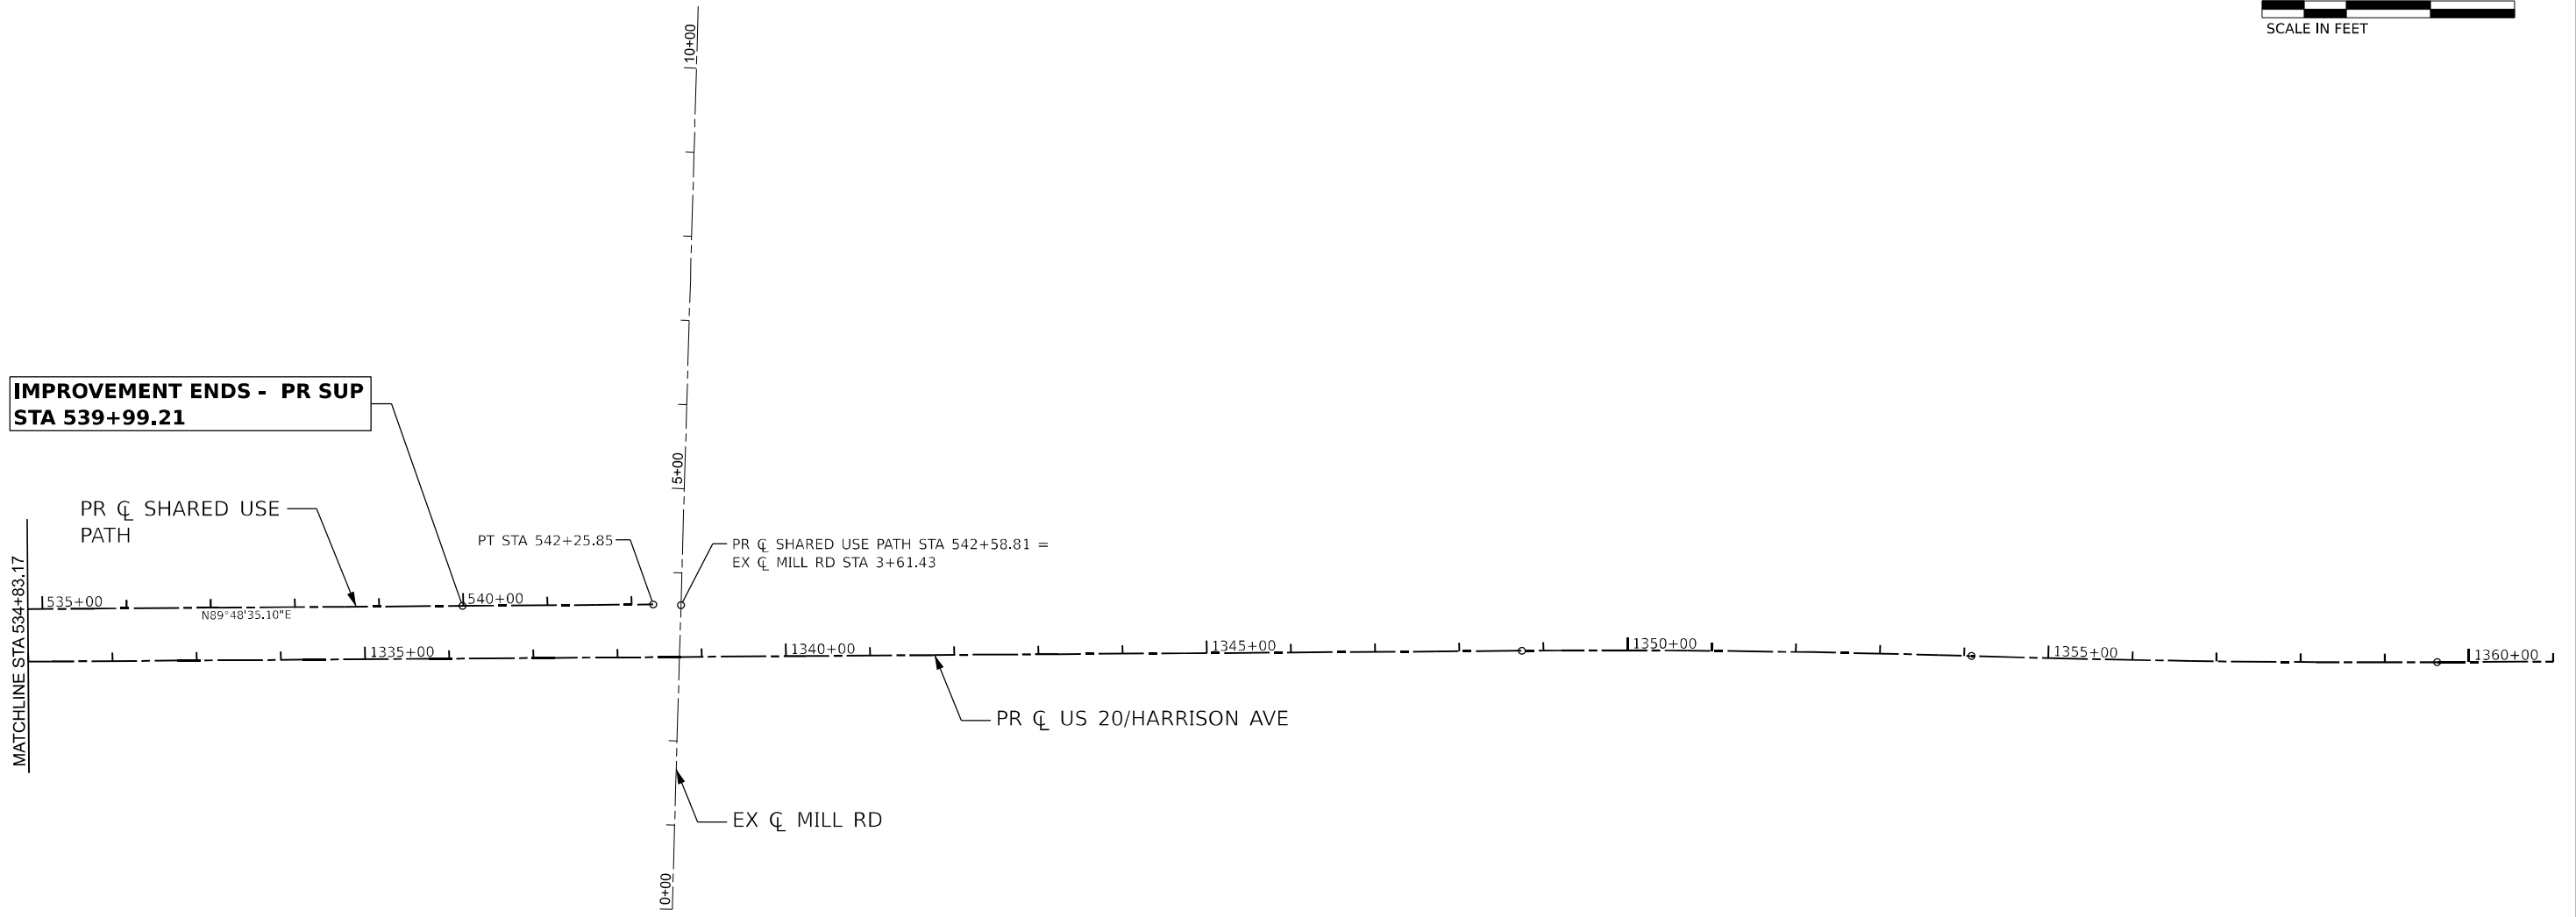 10+00
SCALE IN FEET
IMPROVEMENT ENDS - PR SUP
STA 539+99.21
5+00
PR ℄ SHARED USE
PATH
PT STA 542+25.85
PR ℄ SHARED USE PATH STA 542+58.81 =
EX ℄ MILL RD STA 3+61.43
MATCHLINE STA 534+83.17
535+00
540+00
N89°48'35.10"E
1335+00
1340+00
1345+00
1350+00
1355+00
1360+00
PR ℄ US 20/HARRISON AVE
EX ℄ MILL RD
0+00